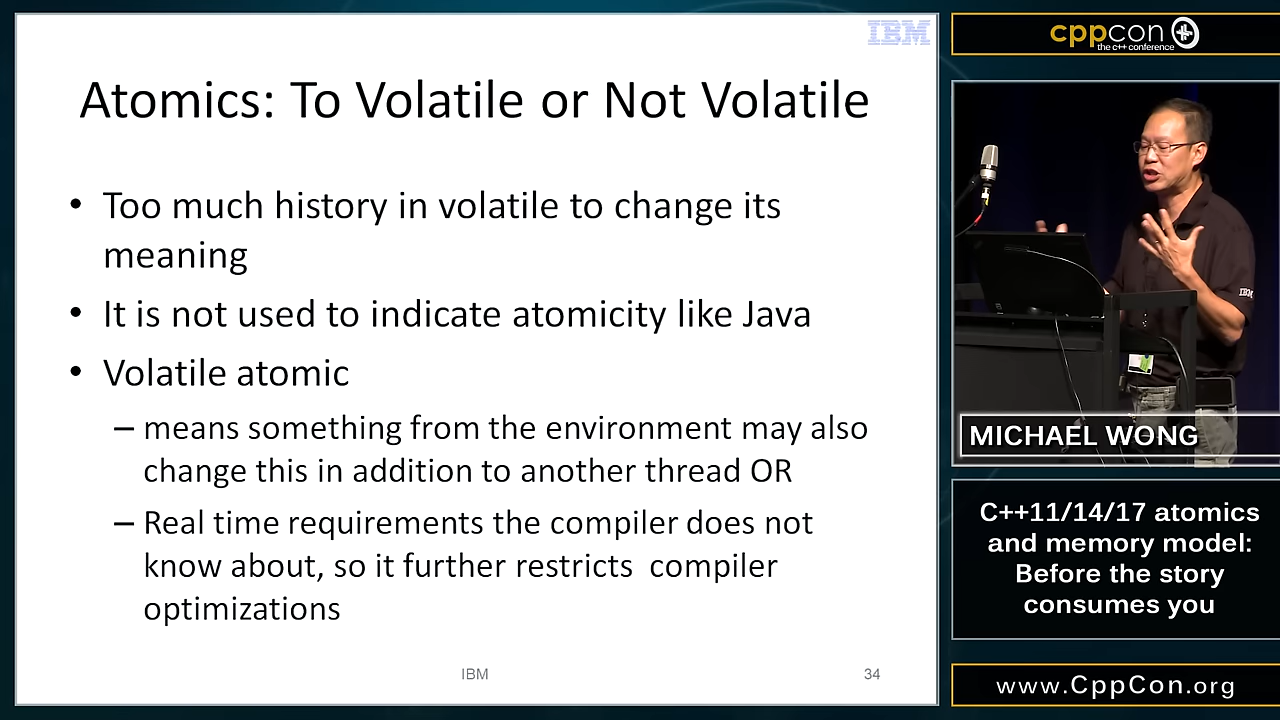 IBM
Atomics: To Volatile or Not Volatile
• Too much history in volatile to change its
meaning
• It is not used to indicate atomicity like Java
• Volatile atomic
– means something from the environment may also
change this in addition to another thread OR
– Real time requirements the compiler does not
know about, so it further restricts compiler
optimizations
IBM
34
cppcon
the c++ conference
IBM
MICHAEL WONG
C++11/14/17 atomics
and memory model:
Before the story
consumes you
www.CppCon.org